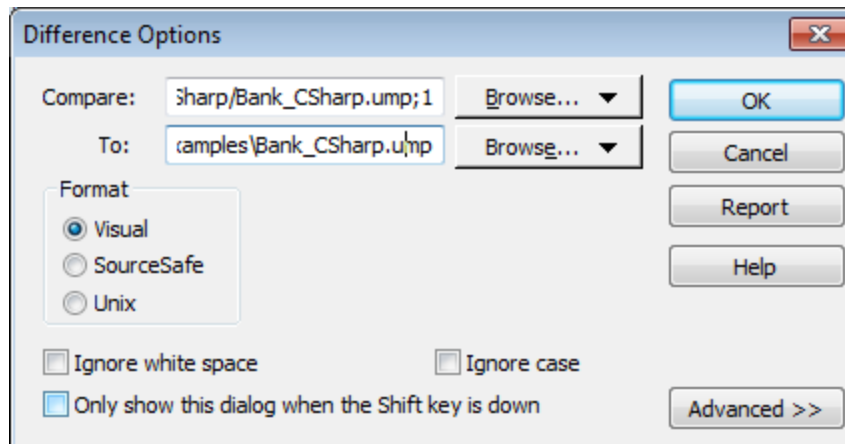 Difference Options
Compare: Sharp/Bank_CSharp.ump;1 Browse... OK
To: xamples\Bank_CSharp.ump Browse... Cancel
Format
Visual Report
SourceSafe
Unix Help
Ignore white space Ignore case
Only show this dialog when the Shift key is down Advanced >>